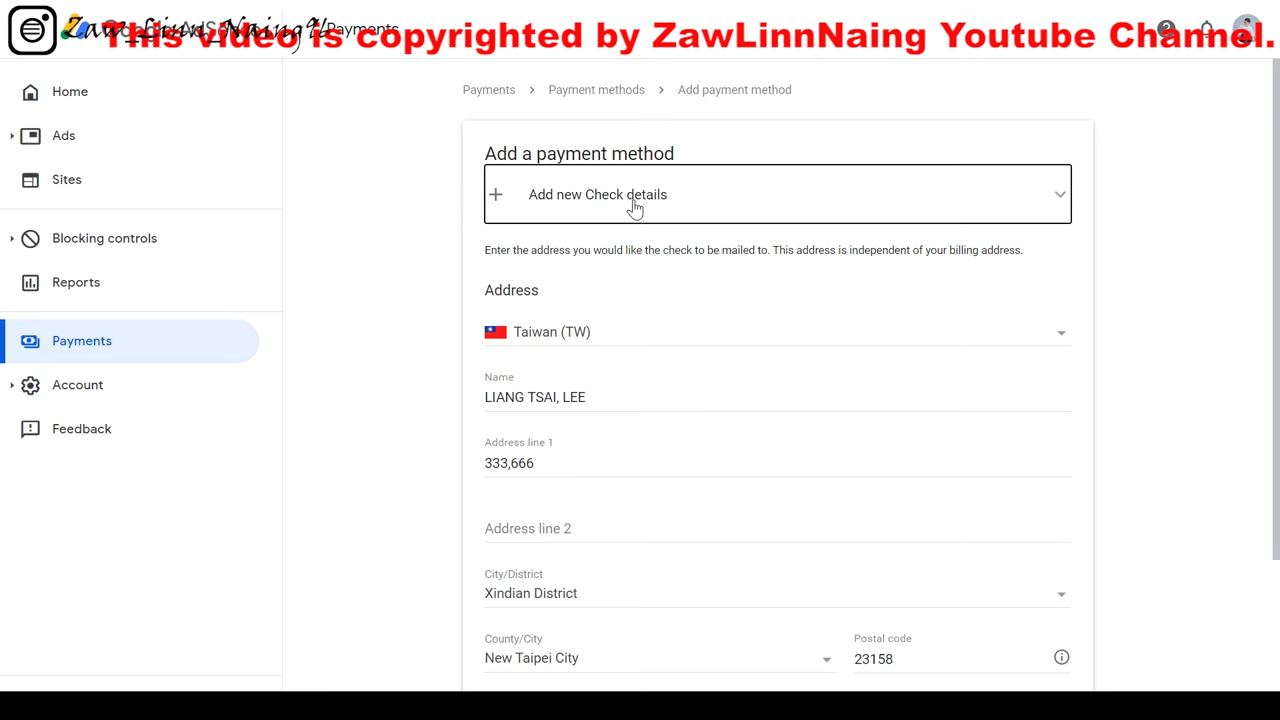 Zaw_Linn_Naing96
This video is copyrighted by ZawLinnNaing Youtube Channel.
Payments
Home
Ads
Sites
Blocking controls
Reports
Payments
Account
Feedback
Payments > Payment methods > Add payment method
Add a payment method
Add new Check details
Enter the address you would like the check to be mailed to. This address is independent of your billing address.
Address
Taiwan (TW)
Name
LIANG TSAI, LEE
Address line 1
333,666
Address line 2
City/District
Xindian District
County/City
Postal code
New Taipei City
23158